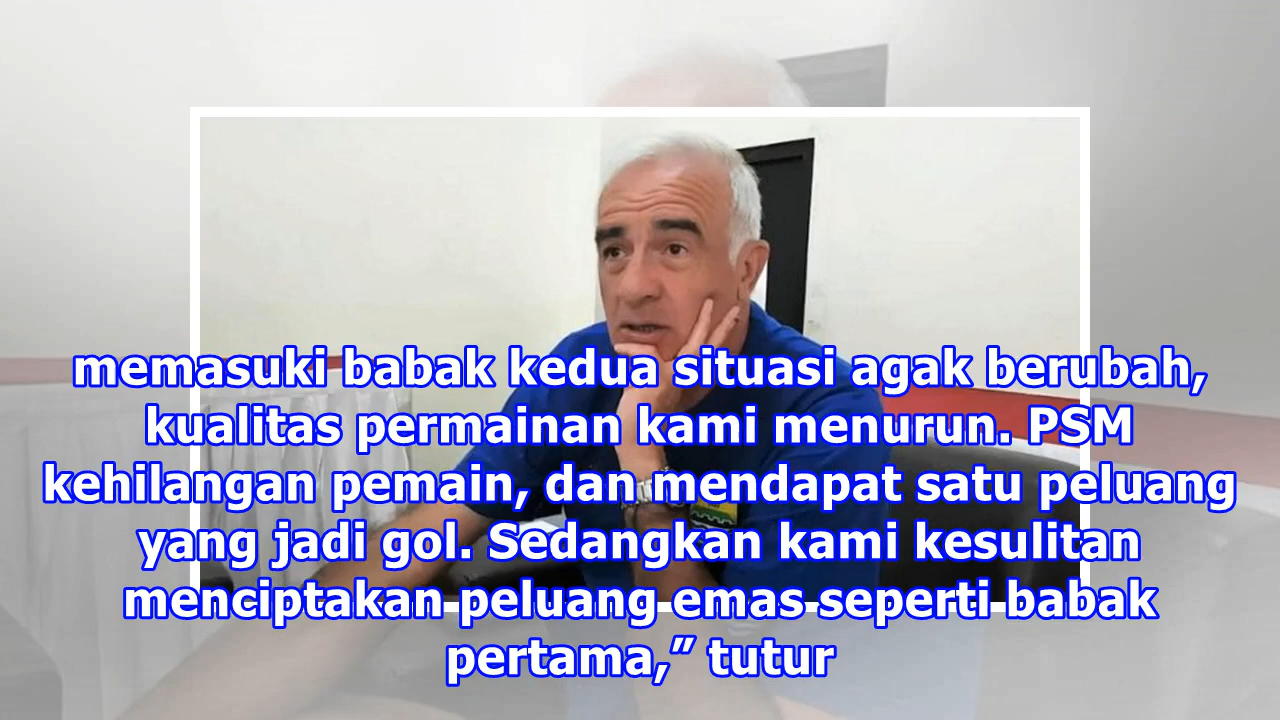 memasuki babak kedua situasi agak berubah,
kualitas permainan kami menurun. PSM
kehilangan pemain, dan mendapat satu peluang
yang jadi gol. Sedangkan kami kesulitan
menciptakan peluang emas seperti babak
pertama,” tutur